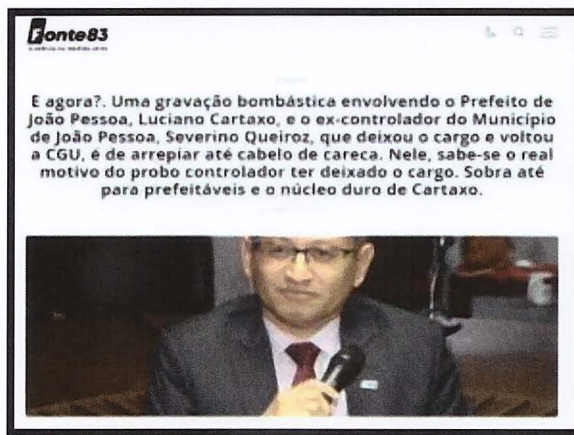 Fonte83
E agora?. Uma gravação bombástica envolvendo o Prefeito de
João Pessoa, Luciano Cartaxo, e o ex-controlador do Município
de João Pessoa, Severino Queiroz, que deixou o cargo e voltou
a CGU, é de arrepiar até cabelo de careca. Nele, sabe-se o real
motivo do probo controlador ter deixado o cargo. Sobra até
para prefeitáveis e o núcleo duro de Cartaxo.